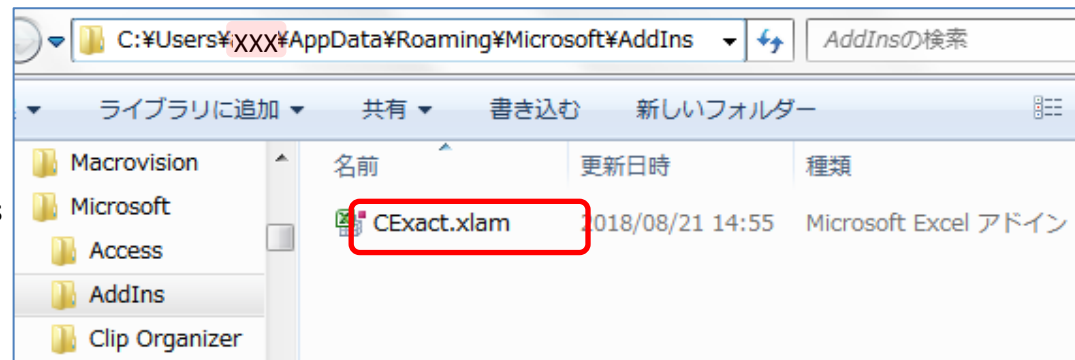 C:¥Users¥xxx¥AppData¥Roaming¥Microsoft¥AddIns AddInsの検索
ライブラリに追加 共有 書き込む 新しいフォルダー
Macrovision 名前 更新日時 種類
Microsoft
CExact.xlam 2018/08/21 14:55 Microsoft Excel アドイン
Access
AddIns
Clip Organizer